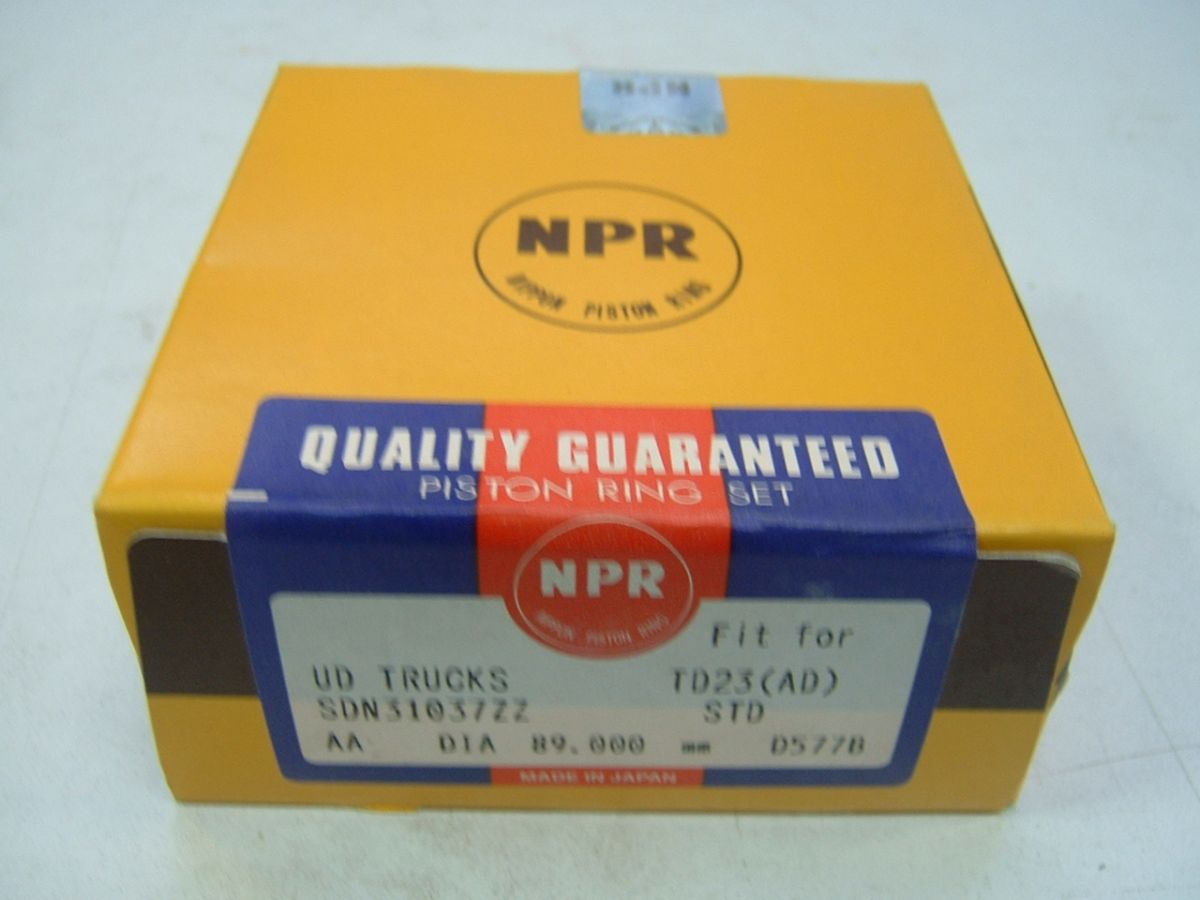 NPR
NIPPON PISTON RING
QUALITY GUARANTEED
PISTON RING SET
NPR
NIPPON PISTON RING
Fit for
UD TRUCKS TD23(AD)
SDN31037ZZ STD
AA DIA 89.000 mm D577B
MADE IN JAPAN